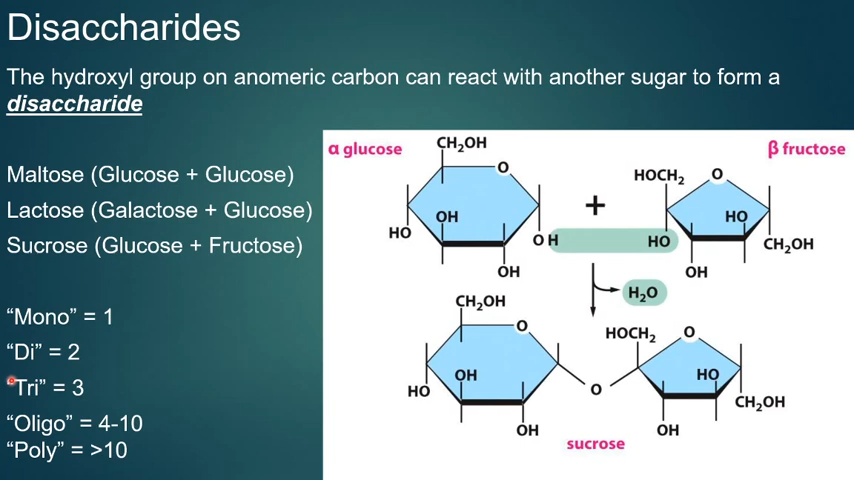 Disaccharides
The hydroxyl group on anomeric carbon can react with another sugar to form a
disaccharide
Maltose (Glucose + Glucose)
Lactose (Galactose + Glucose)
Sucrose (Glucose + Fructose)
“Mono” = 1
“Di” = 2
“Tri” = 3
“Oligo” = 4-10
“Poly” = >10
α glucose
β fructose
CH₂OH
O
OH
HO
OH
OH
+
HOCH₂
O
HO
HO
CH₂OH
OH
H₂O
CH₂OH
O
OH
HO
OH
O
HOCH₂
O
HO
CH₂OH
OH
sucrose